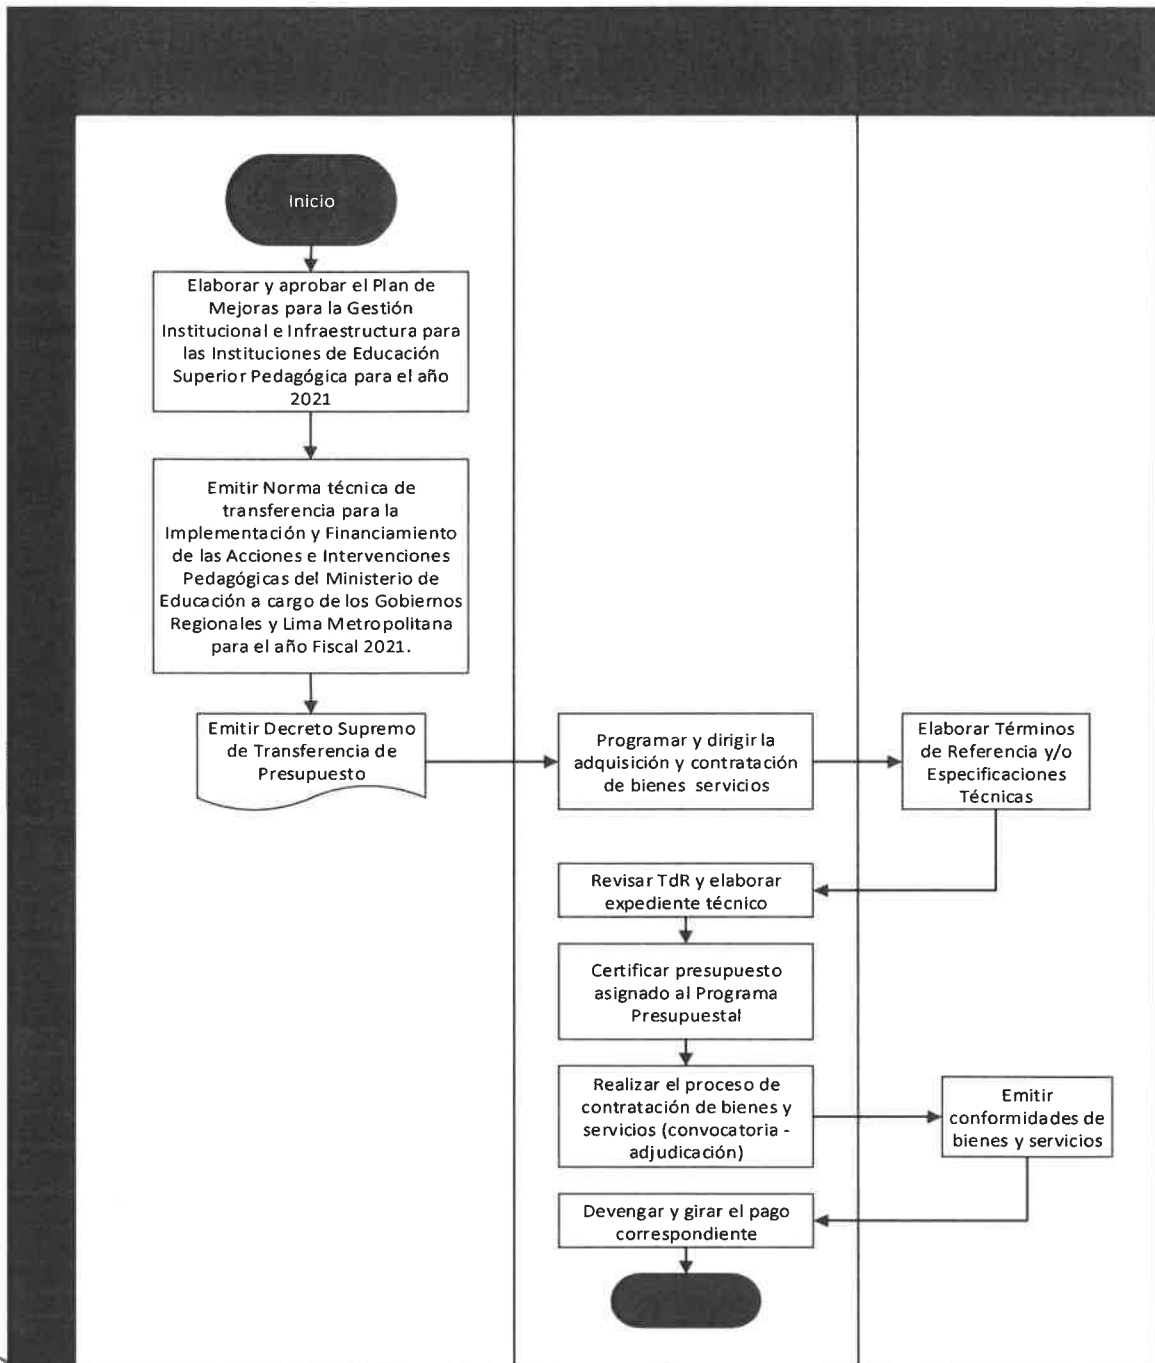 Inicio
Elaborar y aprobar el Plan de
Mejoras para la Gestión
Institucional e Infraestructura para
las Instituciones de Educación
Superior Pedagógica para el año
2021
Emitir Norma técnica de
transferencia para la
Implementación y Financiamiento
de las Acciones e Intervenciones
Pedagógicas del Ministerio de
Educación a cargo de los Gobiernos
Regionales y Lima Metropolitana
para el año Fiscal 2021.
Emitir Decreto Supremo
de Transferencia de
Presupuesto
Programar y dirigir la
adquisición y contratación
de bienes servicios
Elaborar Términos
de Referencia y/o
Especificaciones
Técnicas
Revisar TdR y elaborar
expediente técnico
Certificar presupuesto
asignado al Programa
Presupuestal
Realizar el proceso de
contratación de bienes y
servicios (convocatoria -
adjudicación)
Emitir
conformidades de
bienes y servicios
Devengar y girar el pago
correspondiente